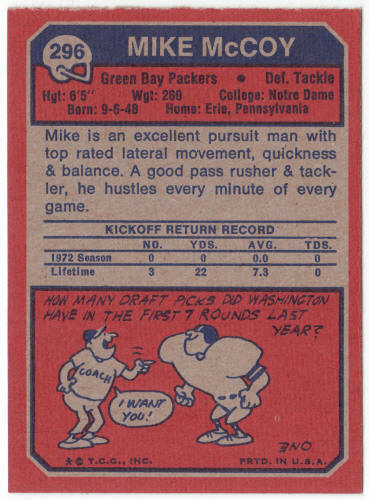 296 MIKE McCOY
Green Bay Packers • Def. Tackle
Hgt: 6'5" Wgt: 280 College: Notre Dame
Born: 9-6-48 Home: Erie, Pennsylvania
Mike is an excellent pursuit man with
top rated lateral movement, quickness
& balance. A good pass rusher & tack-
ler, he hustles every minute of every
game.
KICKOFF RETURN RECORD
NO. YDS. AVG. TDS.
1972 Season 0 0 0.0 0
Lifetime 3 22 7.3 0
HOW MANY DRAFT PICKS DID WASHINGTON
HAVE IN THE FIRST 7 ROUNDS LAST
YEAR?
COACH
I WANT
YOU!
ONE
* © T.C.G., INC. PRTD. IN U.S.A.